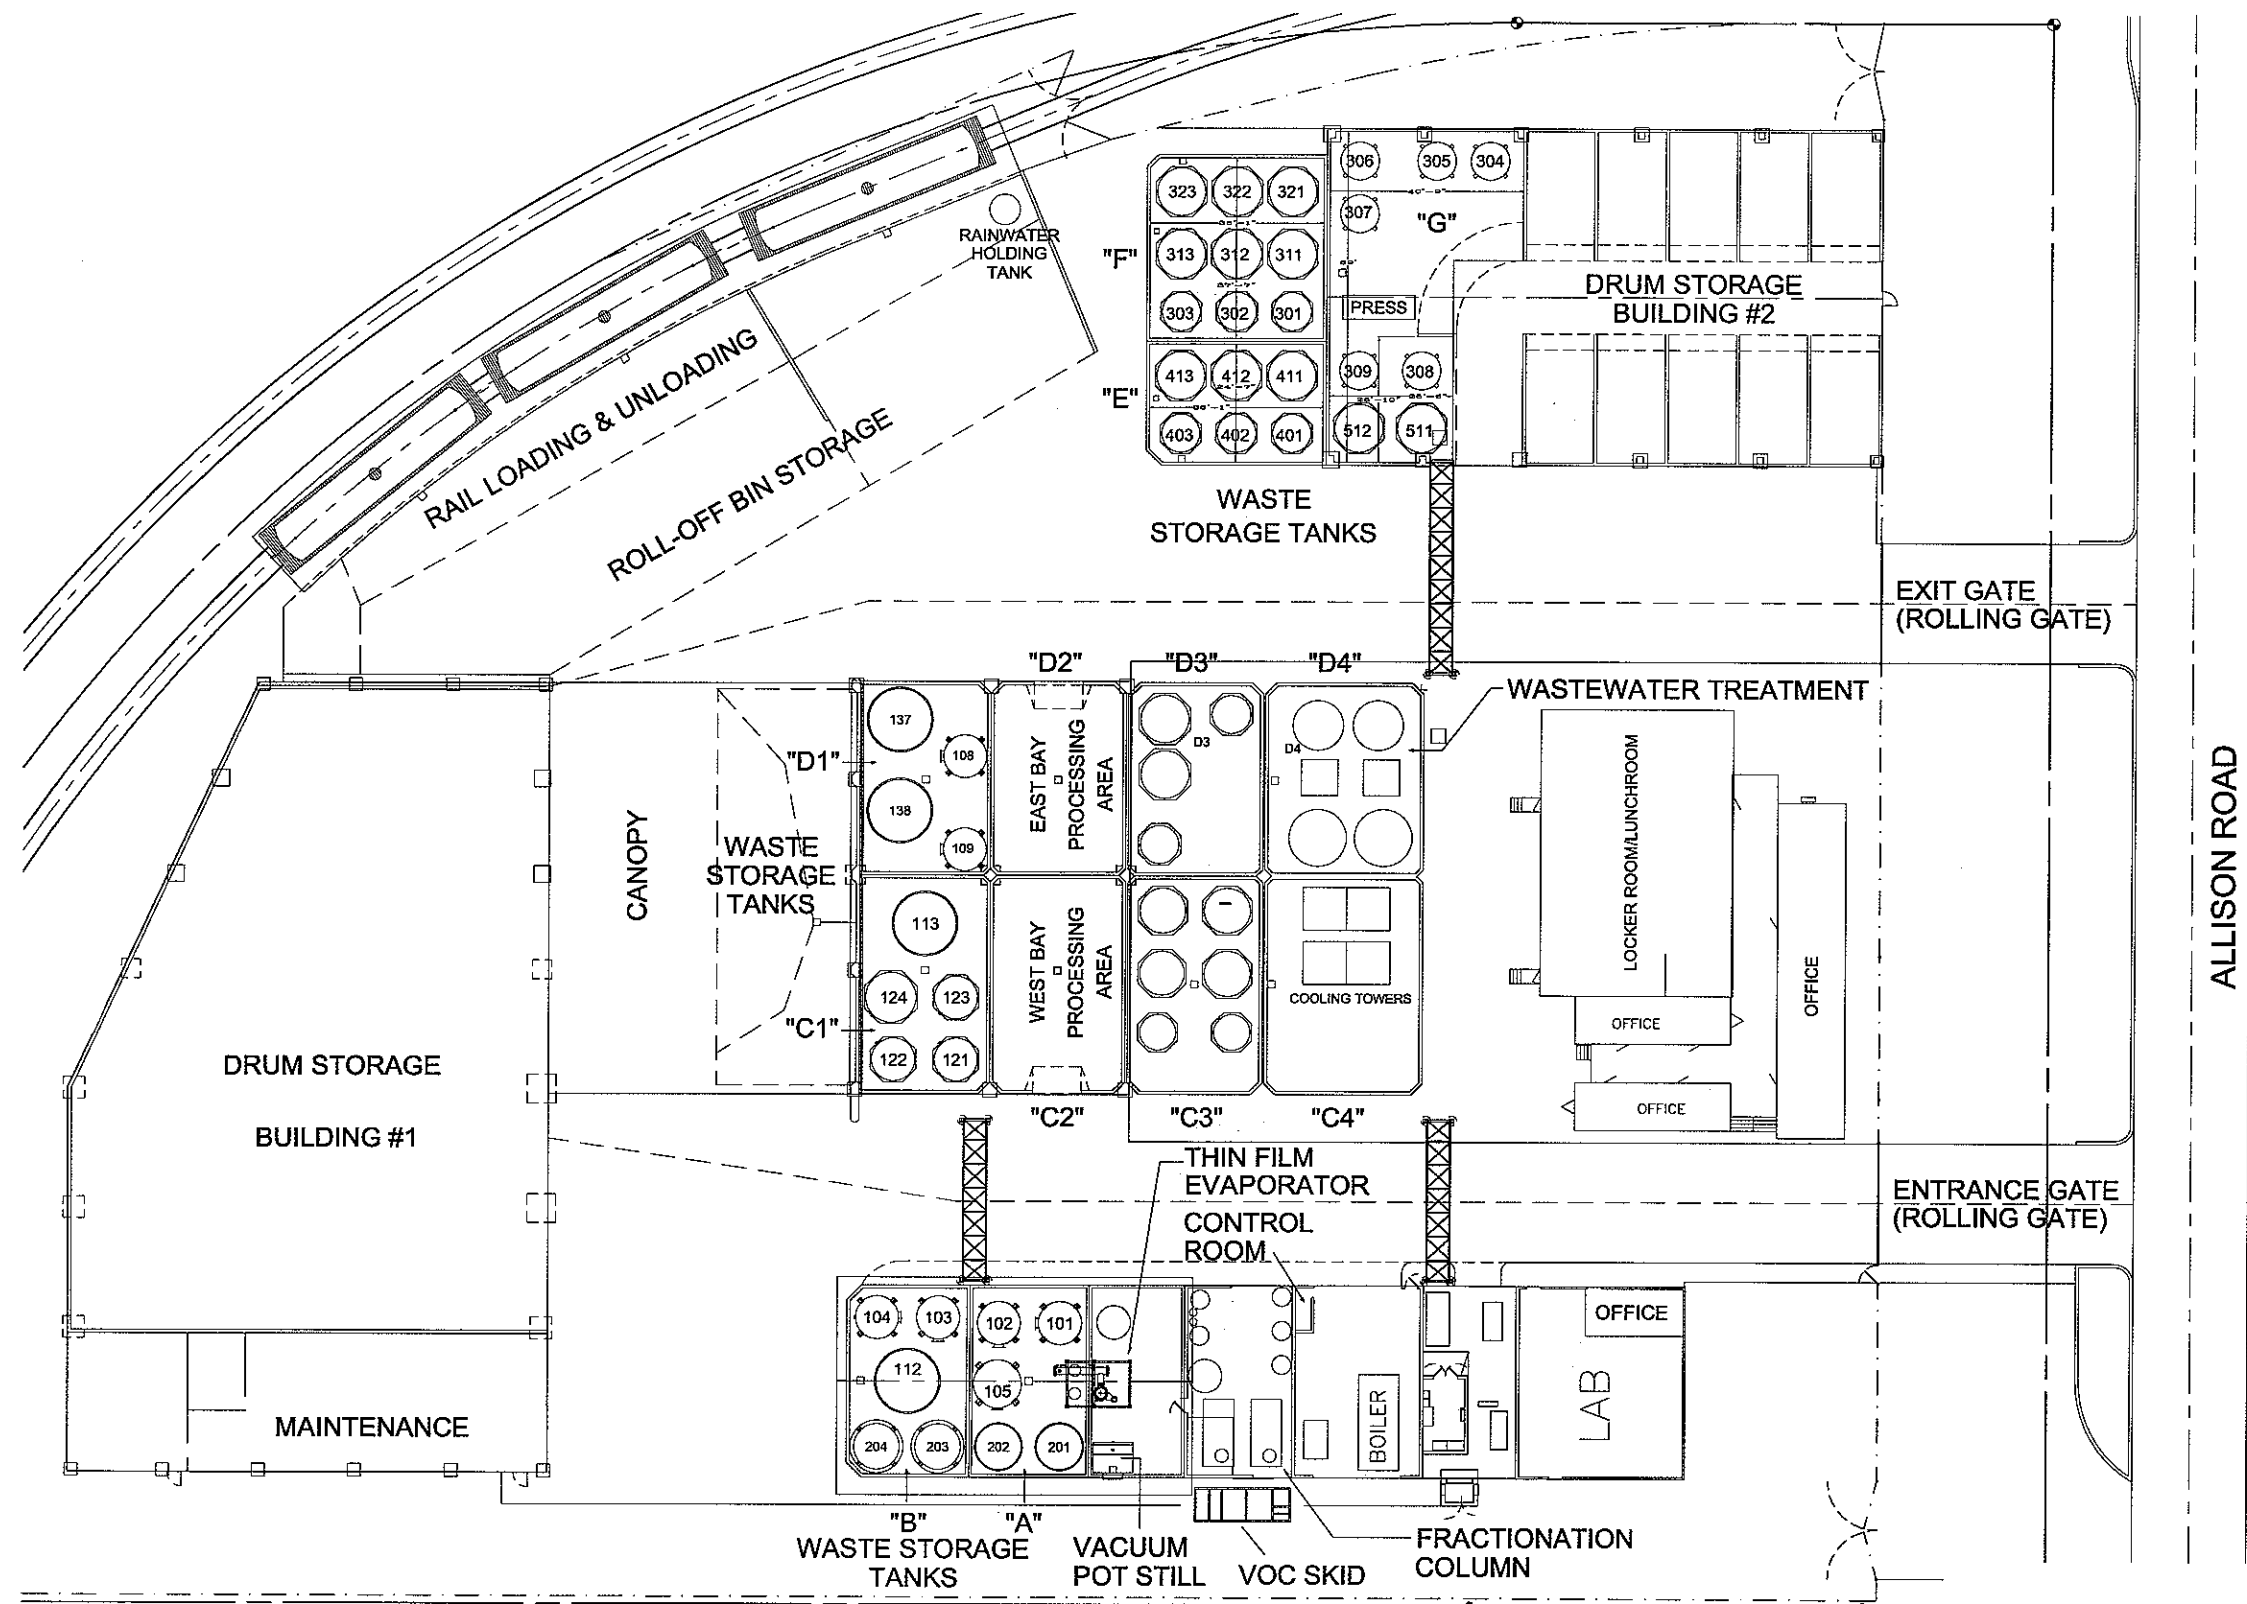 306
305
304
323
322
321
40'-0"
307
"G"
RAINWATER
HOLDING
TANK
"F"
313
312
311
DRUM STORAGE
BUILDING #2
303
302
301
PRESS
413
412
411
309
308
"E"
403
402
401
512
511
RAIL LOADING & UNLOADING
ROLL-OFF BIN STORAGE
WASTE
STORAGE TANKS
EXIT GATE
(ROLLING GATE)
"D2"
"D3"
"D4"
WASTEWATER TREATMENT
137
108
D3
D4
"D1"
138
109
EAST BAY
PROCESSING
AREA
CANOPY
WASTE
STORAGE
TANKS
LOCKER ROOM/LUNCHROOM
ALLISON ROAD
113
124
123
"C1"
122
121
WEST BAY
PROCESSING
AREA
COOLING TOWERS
OFFICE
OFFICE
OFFICE
DRUM STORAGE
BUILDING #1
"C2"
"C3"
"C4"
THIN FILM
EVAPORATOR
CONTROL
ROOM
ENTRANCE GATE
(ROLLING GATE)
104
103
102
101
OFFICE
112
105
LAB
BOILER
MAINTENANCE
204
203
202
201
"B"
"A"
WASTE STORAGE
TANKS
VACUUM
POT STILL
VOC SKID
FRACTIONATION
COLUMN